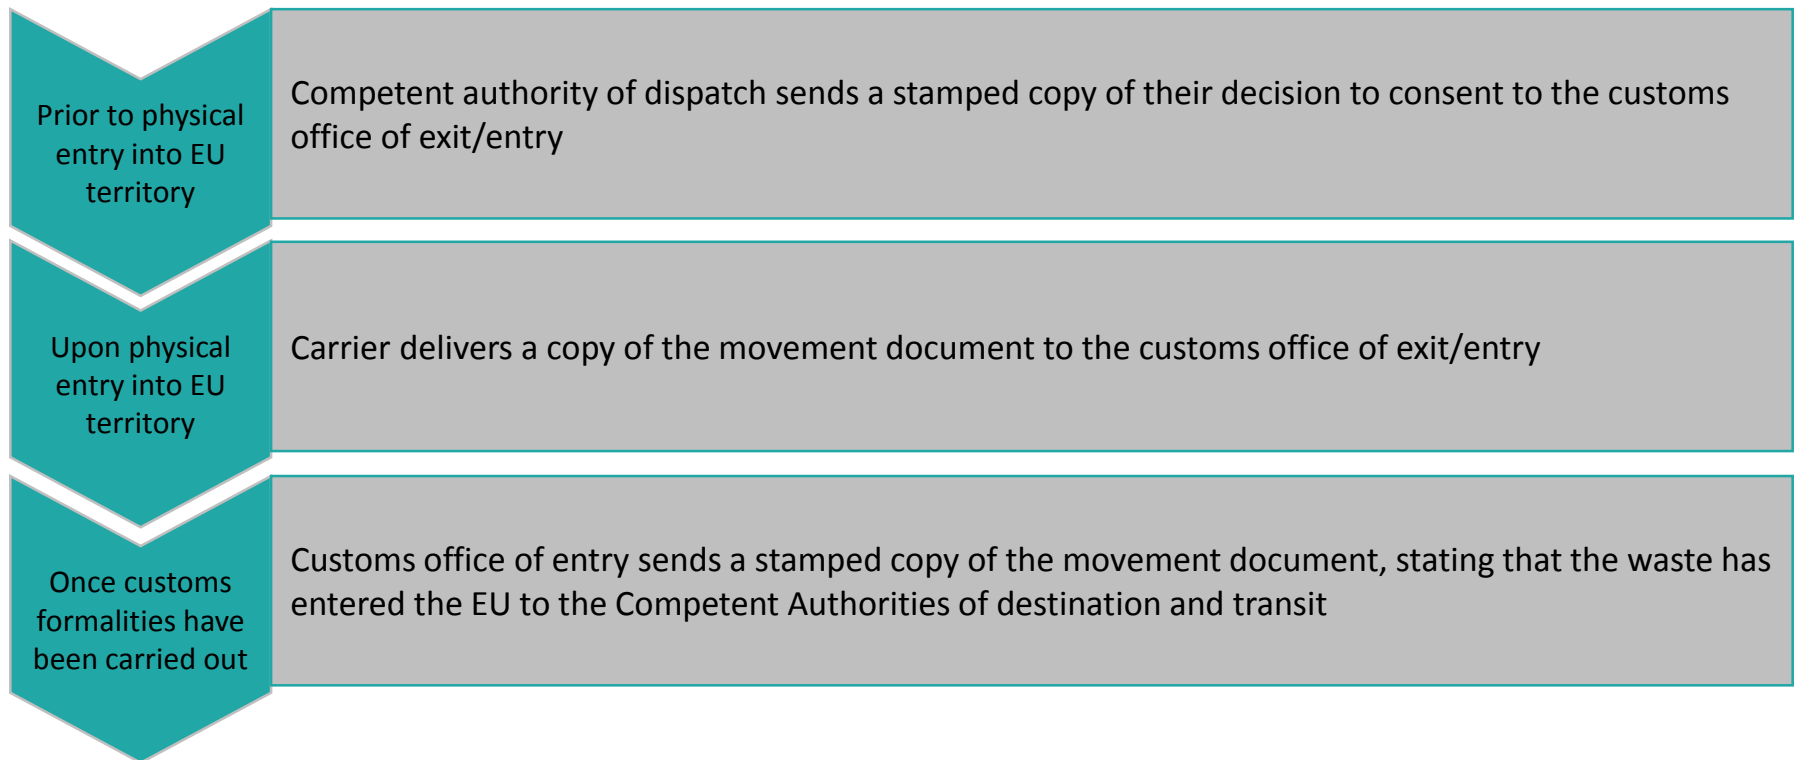 Prior to physical
entry into EU
territory
Competent authority of dispatch sends a stamped copy of their decision to consent to the customs
office of exit/entry
Upon physical
entry into EU
territory
Carrier delivers a copy of the movement document to the customs office of exit/entry
Once customs
formalities have
been carried out
Customs office of entry sends a stamped copy of the movement document, stating that the waste has
entered the EU to the Competent Authorities of destination and transit